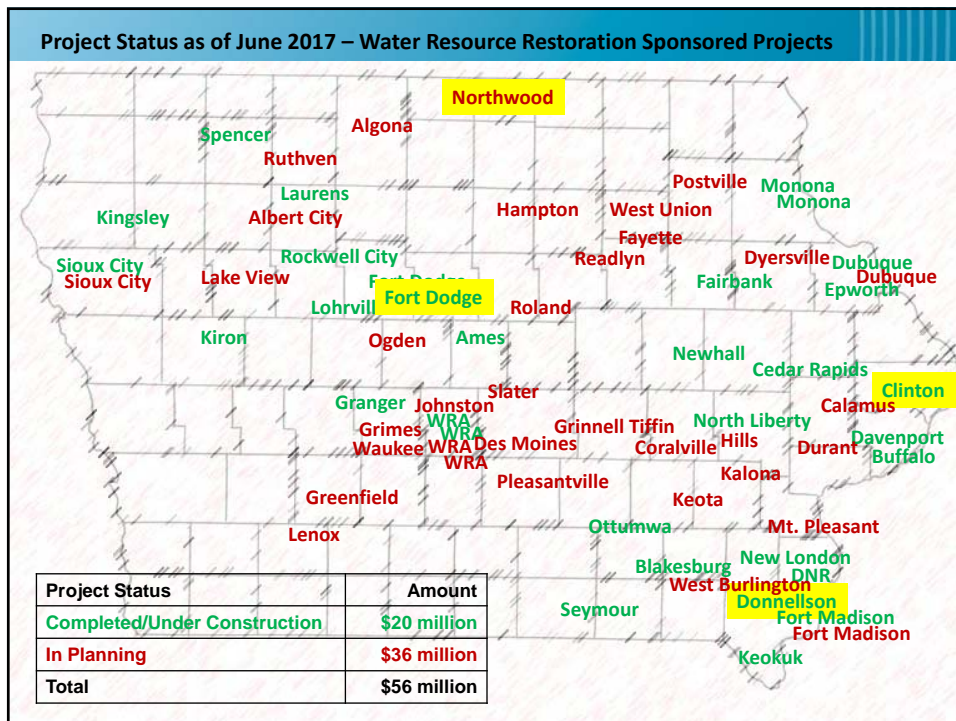 Project Status as of June 2017 – Water Resource Restoration Sponsored Projects
Northwood
Algona
Spencer
Ruthven
Postville
Monona
Laurens
Monona
Kingsley
Albert City
Hampton
West Union
Fayette
Rockwell City
Readlyn
Dyersville
Sioux City
Dubuque
Sioux City
Lake View
Fort Dodge
Fairbank
Dubuque
Epworth
Fort Dodge
Lohrvill
Roland
Kiron
Ogden
Ames
Newhall
Cedar Rapids
Slater
Clinton
Granger
Johnston
Calamus
WRA
Grimes
WRA
Grinnell Tiffin
North Liberty
Waukee
WRA
Des Moines
Coralville
Hills
Durant
Davenport
Buffalo
WRA
Pleasantville
Kalona
Greenfield
Keota
Lenox
Ottumwa
Mt. Pleasant
Blakesburg
New London
DNR
West Burlington
Seymour
Donnellson
Fort Madison
Fort Madison
Keokuk
Project Status Amount
Completed/Under Construction $20 million
In Planning $36 million
Total $56 million